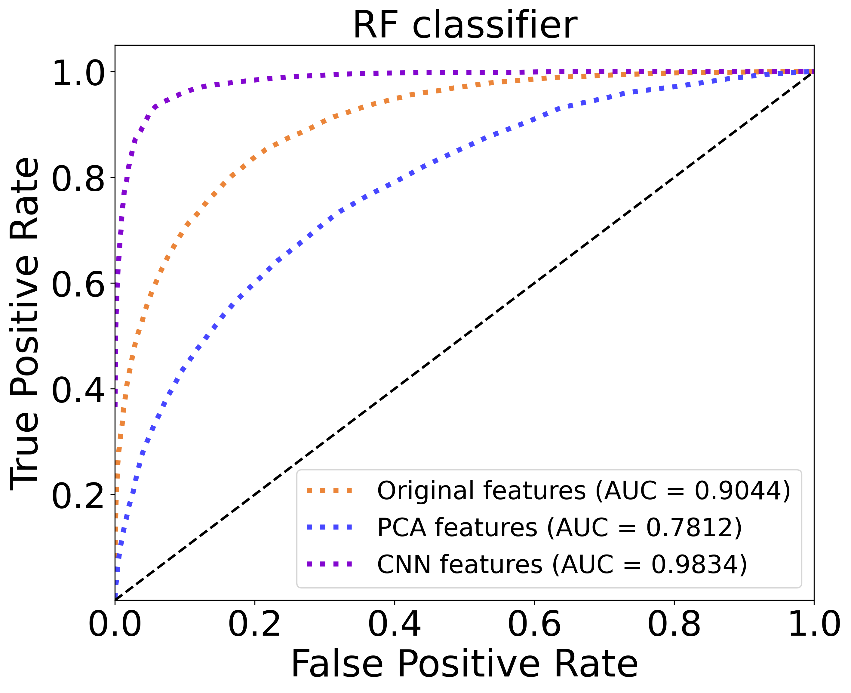 RF classifier
True Positive Rate
1.0
0.8
0.6
0.4
0.2
Original features (AUC = 0.9044)
PCA features (AUC = 0.7812)
CNN features (AUC = 0.9834)
0.0 0.2 0.4 0.6 0.8 1.0
False Positive Rate